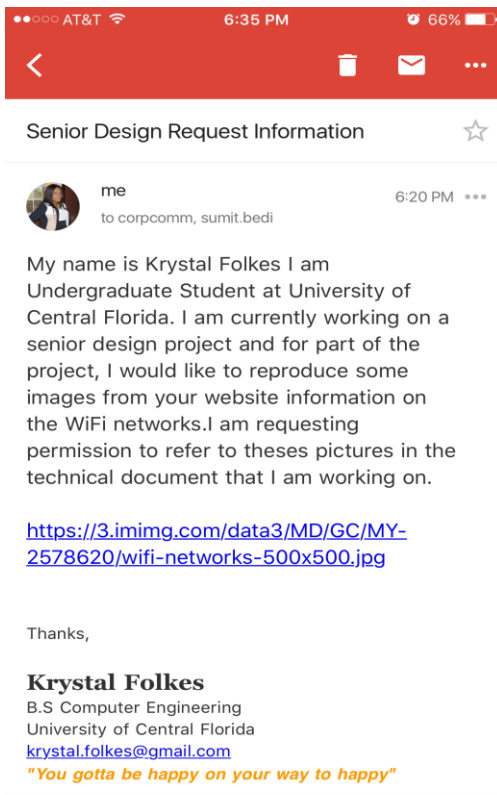 AT&T 6:35 PM 66%
Senior Design Request Information
me 6:20 PM
to corpcomm, sumit.bedi
My name is Krystal Folkes I am
Undergraduate Student at University of
Central Florida. I am currently working on a
senior design project and for part of the
project, I would like to reproduce some
images from your website information on
the WiFi networks.I am requesting
permission to refer to theses pictures in the
technical document that I am working on.
https://3.imimg.com/data3/MD/GC/MY-
2578620/wifi-networks-500x500.jpg
Thanks,
Krystal Folkes
B.S Computer Engineering
University of Central Florida
krystal.folkes@gmail.com
"You gotta be happy on your way to happy"